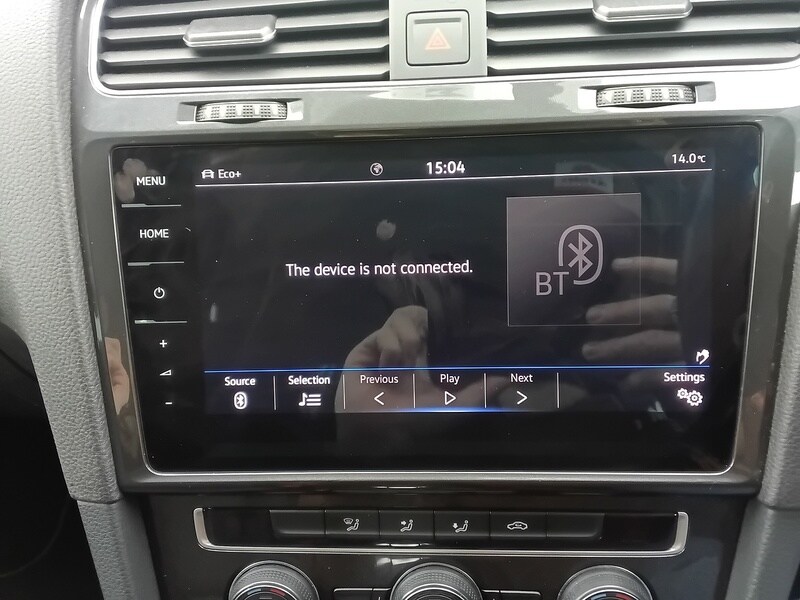 MENU
HOME
+
-
Eco+
15:04
14.0°C
The device is not connected.
BT
Source
Selection
Previous
Play
Next
Settings